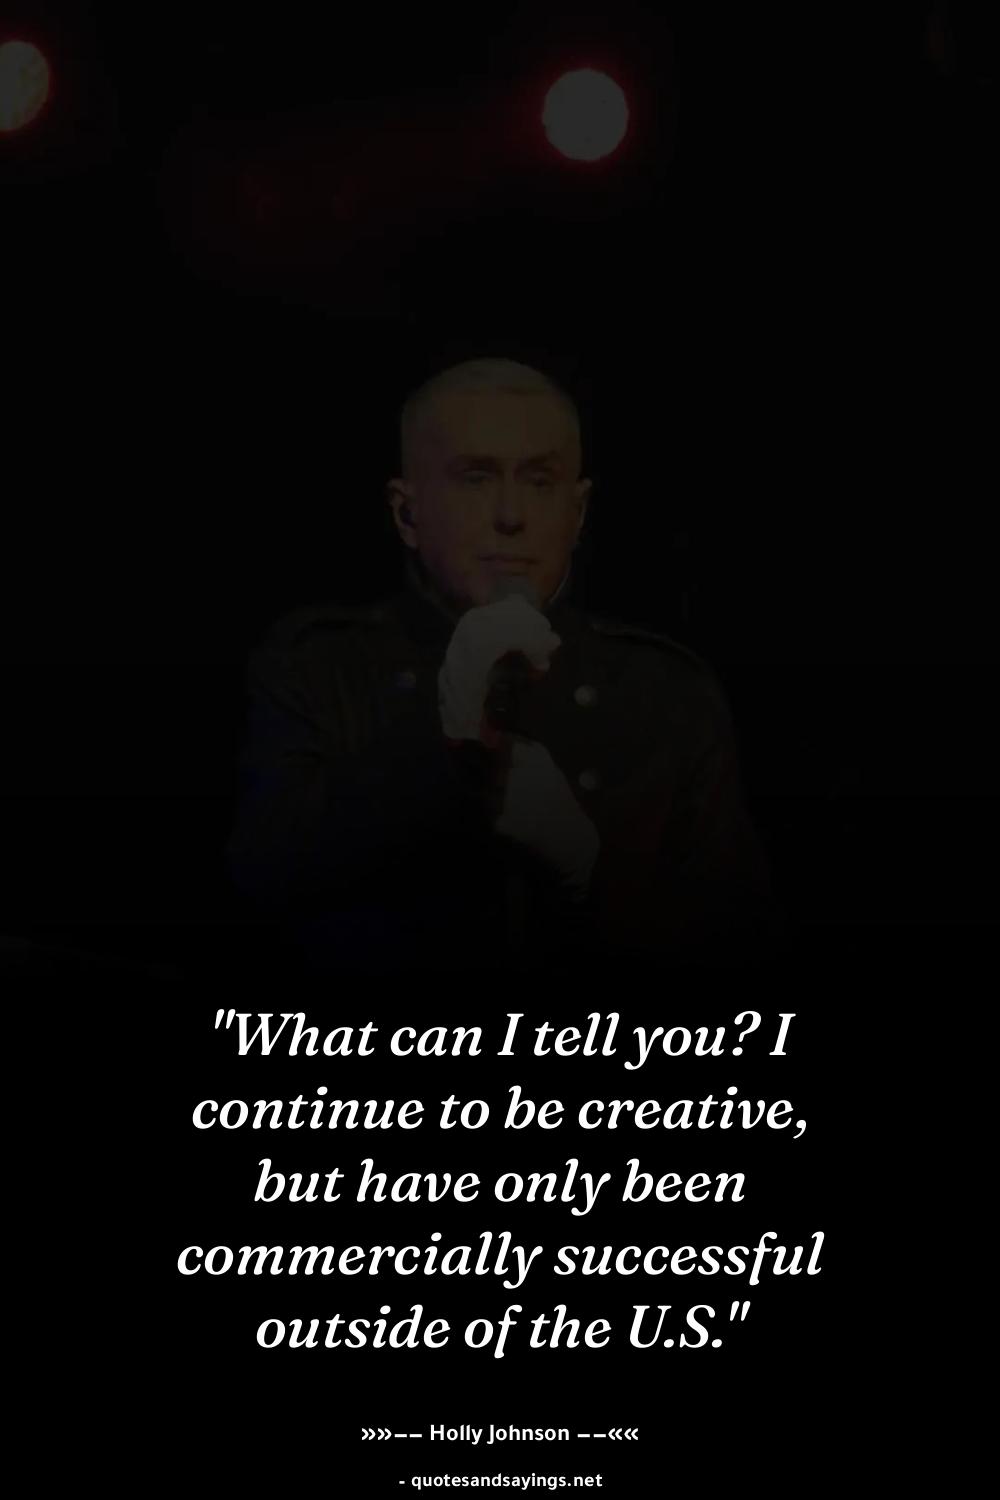 "What can I tell you? I
continue to be creative,
but have only been
commercially successful
outside of the U.S."
»»–– Holly Johnson ––««
- quotesandsayings.net